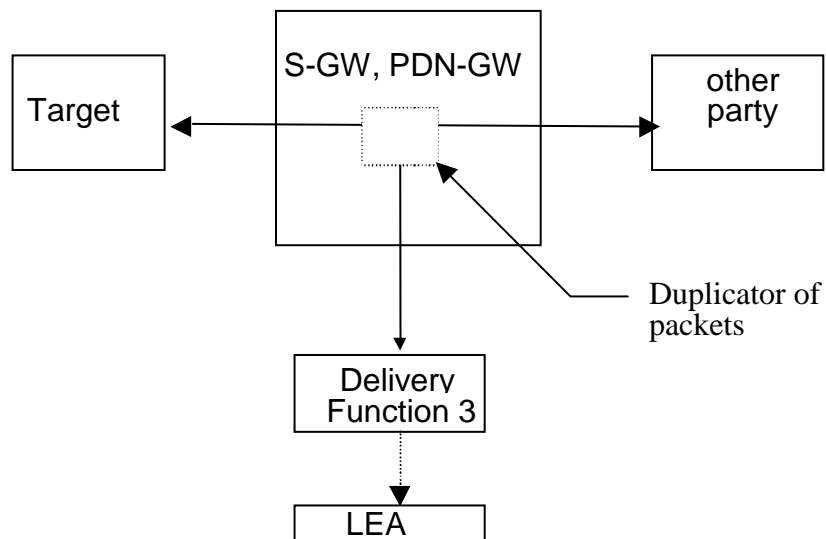 S-GW, PDN-GW
Target
other
party
Duplicator of
packets
Delivery
Function 3
LEA